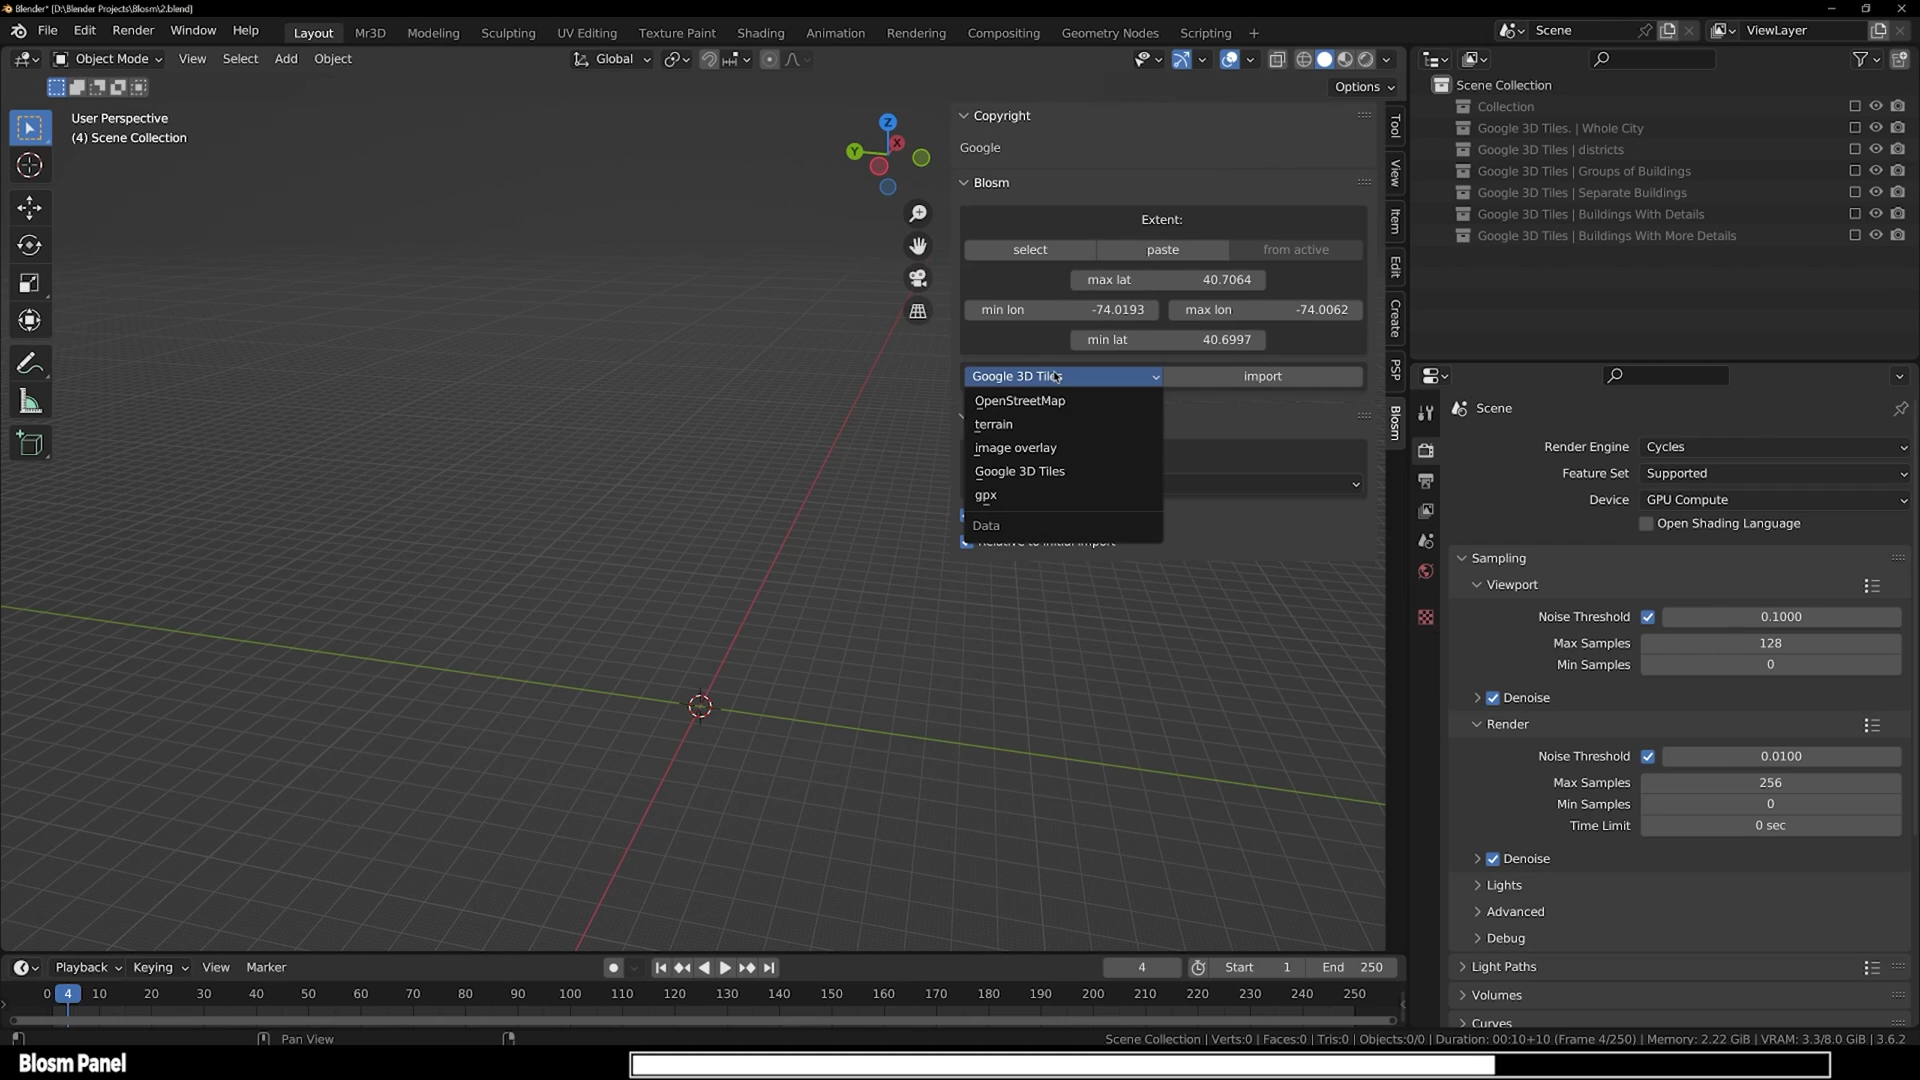 Blender* [D:\Blender Projects\Blosm\2.blend]
File Edit Render Window Help Layout Mr3D Modeling Sculpting UV Editing Texture Paint Shading Animation Rendering Compositing Geometry Nodes Scripting + Scene ViewLayer
Object Mode View Select Add Object Global
Options
User Perspective
(4) Scene Collection
Z
Y
X
Copyright
Google
Blosm
Extent:
select paste from active
max lat 40.7064
min lon -74.0193 max lon -74.0062
min lat 40.6997
Google 3D Tiles import
OpenStreetMap
terrain
image overlay
Google 3D Tiles
gpx
Data
Relative to initial import
Tool
View
Item
Edit
Create
PSP
Blosm
Scene Collection
Collection
Google 3D Tiles. | Whole City
Google 3D Tiles | districts
Google 3D Tiles | Groups of Buildings
Google 3D Tiles | Separate Buildings
Google 3D Tiles | Buildings With Details
Google 3D Tiles | Buildings With More Details
Scene
Render Engine Cycles
Feature Set Supported
Device GPU Compute
Open Shading Language
Sampling
Viewport
Noise Threshold 0.1000
Max Samples 128
Min Samples 0
Denoise
Render
Noise Threshold 0.0100
Max Samples 256
Min Samples 0
Time Limit 0 sec
Denoise
Lights
Advanced
Debug
Light Paths
Volumes
Curves
Playback Keying View Marker 4 Start 1 End 250
0 4 10 20 30 40 50 60 70 80 90 100 110 120 130 140 150 160 170 180 190 200 210 220 230 240 250
Pan View
Scene Collection | Verts:0 | Faces:0 | Tris:0 | Objects:0/0 | Duration: 00:10+10 (Frame 4/250) | Memory: 2.22 GiB | VRAM: 3.3/8.0 GiB | 3.6.2
Blosm Panel